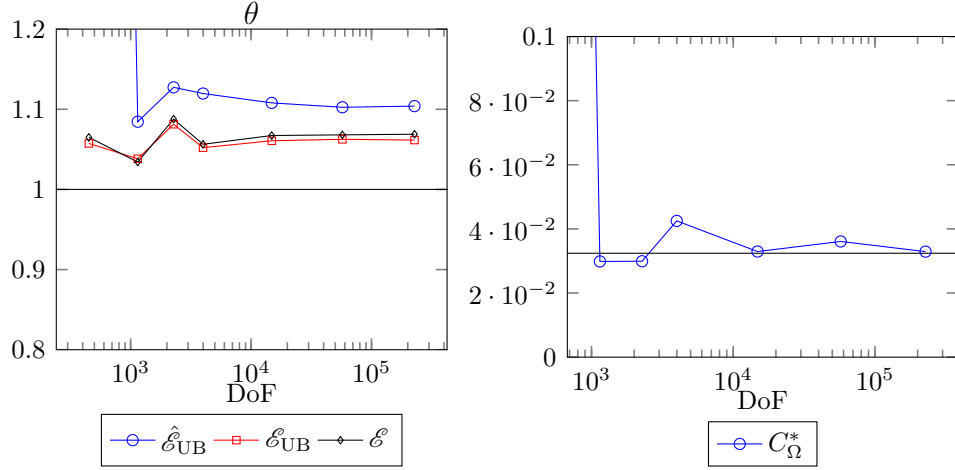 θ
1.2
1.1
1
0.9
0.8
10³ 10⁴ 10⁵
DoF
ℰ̂_UB ℰ_UB ℰ
0.1
8 · 10⁻²
6 · 10⁻²
4 · 10⁻²
2 · 10⁻²
0
10³ 10⁴ 10⁵
DoF
C*_Ω